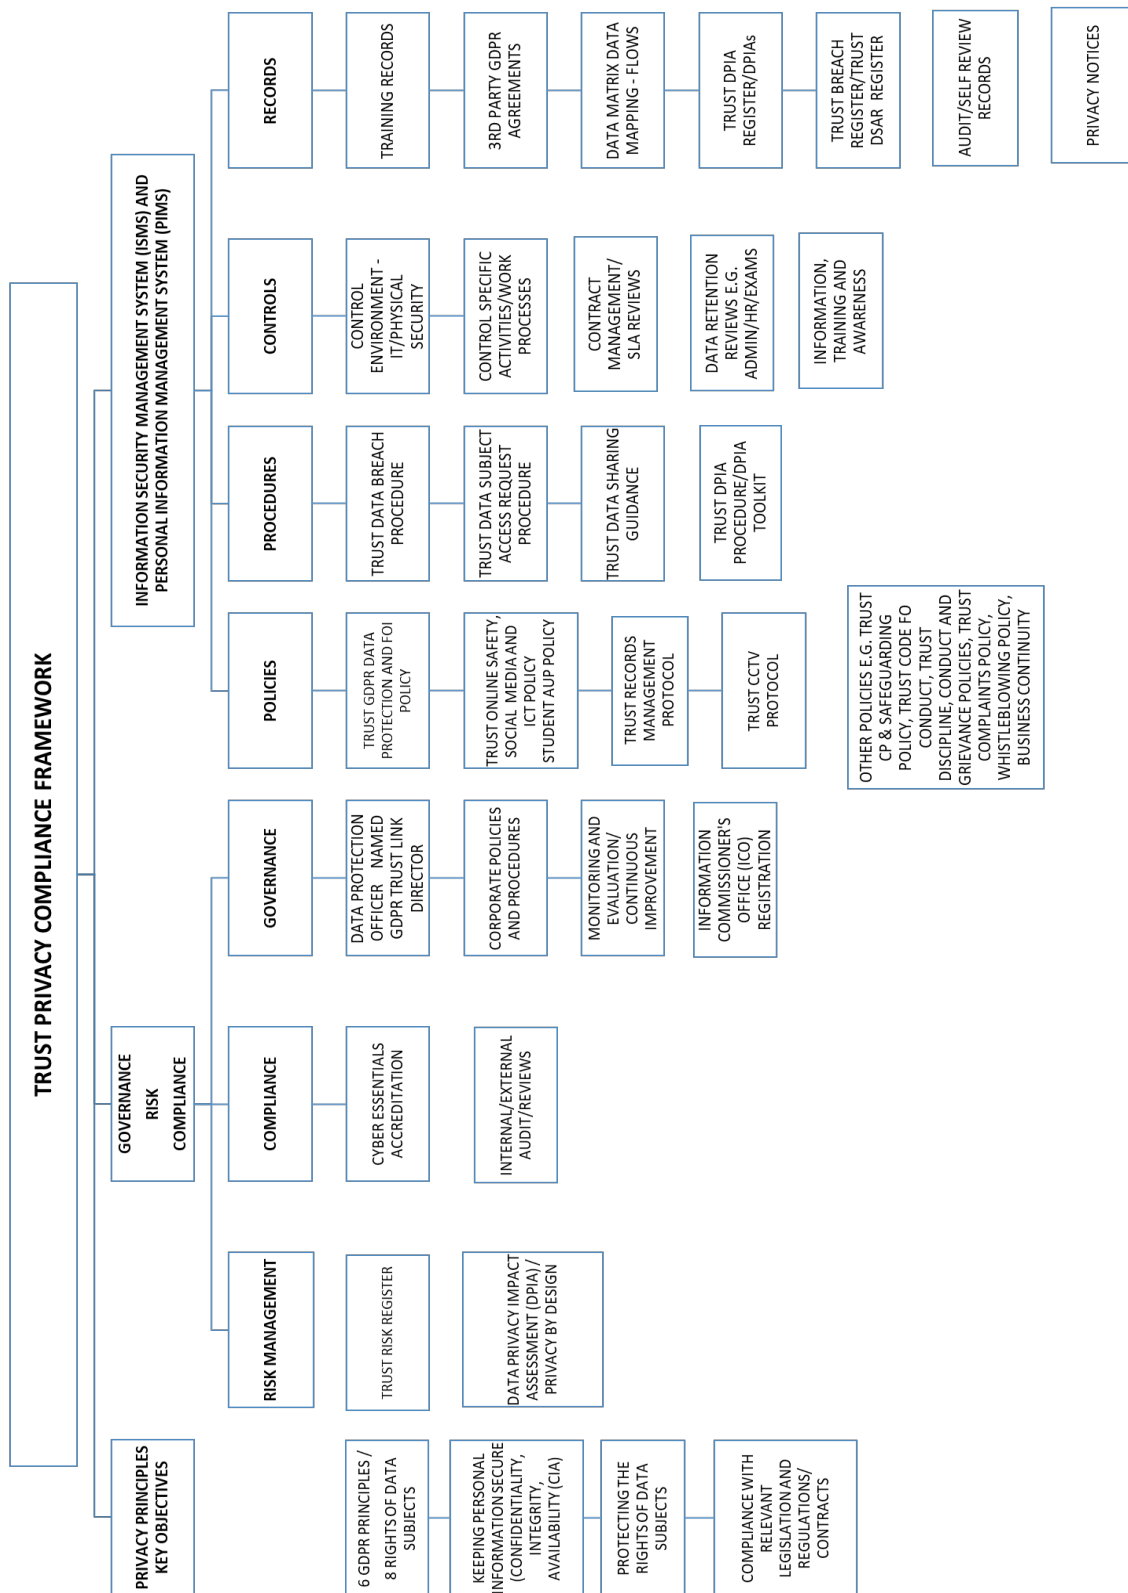 TRUST PRIVACY COMPLIANCE FRAMEWORK
PRIVACY PRINCIPLES
KEY OBJECTIVES
6 GDPR PRINCIPLES /
8 RIGHTS OF DATA
SUBJECTS
KEEPING PERSONAL
INFORMATION SECURE
(CONFIDENTIALITY,
INTEGRITY,
AVAILABILITY (CIA)
PROTECTING THE
RIGHTS OF DATA
SUBJECTS
COMPLIANCE WITH
RELEVANT
LEGISLATION AND
REGULATIONS/
CONTRACTS
GOVERNANCE
RISK
COMPLIANCE
RISK MANAGEMENT
TRUST RISK REGISTER
DATA PRIVACY IMPACT
ASSESSMENT (DPIA) /
PRIVACY BY DESIGN
COMPLIANCE
CYBER ESSENTIALS
ACCREDITATION
INTERNAL/EXTERNAL
AUDIT/REVIEWS
GOVERNANCE
DATA PROTECTION
OFFICER NAMED
GDPR TRUST LINK
DIRECTOR
CORPORATE POLICIES
AND PROCEDURES
MONITORING AND
EVALUATION/
CONTINUOUS
IMPROVEMENT
INFORMATION
COMMISSIONER'S
OFFICE (ICO)
REGISTRATION
INFORMATION SECURITY MANAGEMENT SYSTEM (ISMS) AND
PERSONAL INFORMATION MANAGEMENT SYSTEM (PIMS)
POLICIES
TRUST GDPR DATA
PROTECTION AND FOI
POLICY
TRUST ONLINE SAFETY,
SOCIAL MEDIA AND
ICT POLICY
STUDENT AUP POLICY
TRUST RECORDS
MANAGEMENT
PROTOCOL
TRUST CCTV
PROTOCOL
OTHER POLICIES E.G. TRUST
CP & SAFEGUARDING
POLICY, TRUST CODE FO
CONDUCT, TRUST
DISCIPLINE, CONDUCT AND
GRIEVANCE POLICIES, TRUST
COMPLAINTS POLICY,
WHISTLEBLOWING POLICY,
BUSINESS CONTINUITY
PROCEDURES
TRUST DATA BREACH
PROCEDURE
TRUST DATA SUBJECT
ACCESS REQUEST
PROCEDURE
TRUST DATA SHARING
GUIDANCE
TRUST DPIA
PROCEDURE/DPIA
TOOLKIT
CONTROLS
CONTROL
ENVIRONMENT -
IT/PHYSICAL
SECURITY
CONTROL SPECIFIC
ACTIVITIES/WORK
PROCESSES
CONTRACT
MANAGEMENT/
SLA REVIEWS
DATA RETENTION
REVIEWS E.G.
ADMIN/HR/EXAMS
INFORMATION,
TRAINING AND
AWARENESS
RECORDS
TRAINING RECORDS
3RD PARTY GDPR
AGREEMENTS
DATA MATRIX DATA
MAPPING - FLOWS
TRUST DPIA
REGISTER/DPIAs
TRUST BREACH
REGISTER/TRUST
DSAR REGISTER
AUDIT/SELF REVIEW
RECORDS
PRIVACY NOTICES